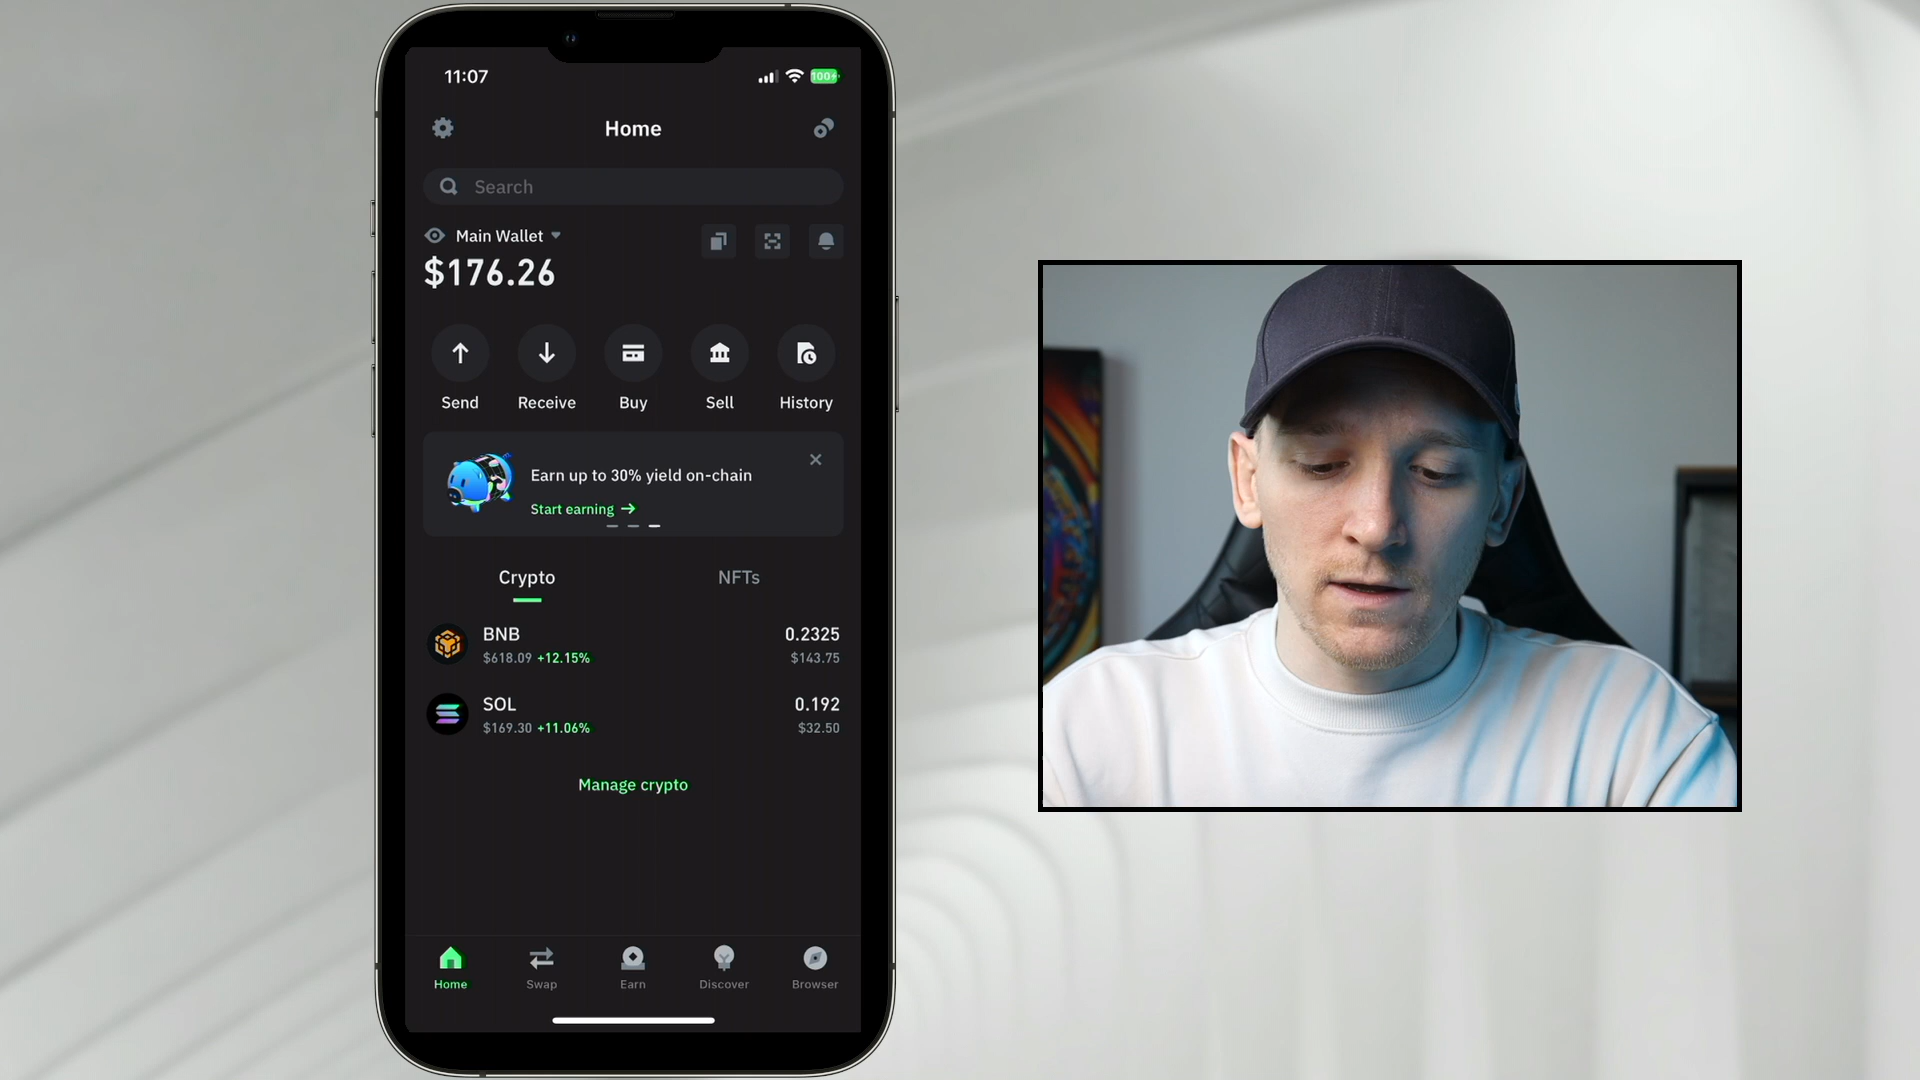 11:07
100
Home
Search
Main Wallet
$176.26
Send Receive Buy Sell History
Earn up to 30% yield on-chain
Start earning →
Crypto NFTs
BNB 0.2325
$618.09 +12.15% $143.75
SOL 0.192
$169.30 +11.06% $32.50
Manage crypto
Home Swap Earn Discover Browser